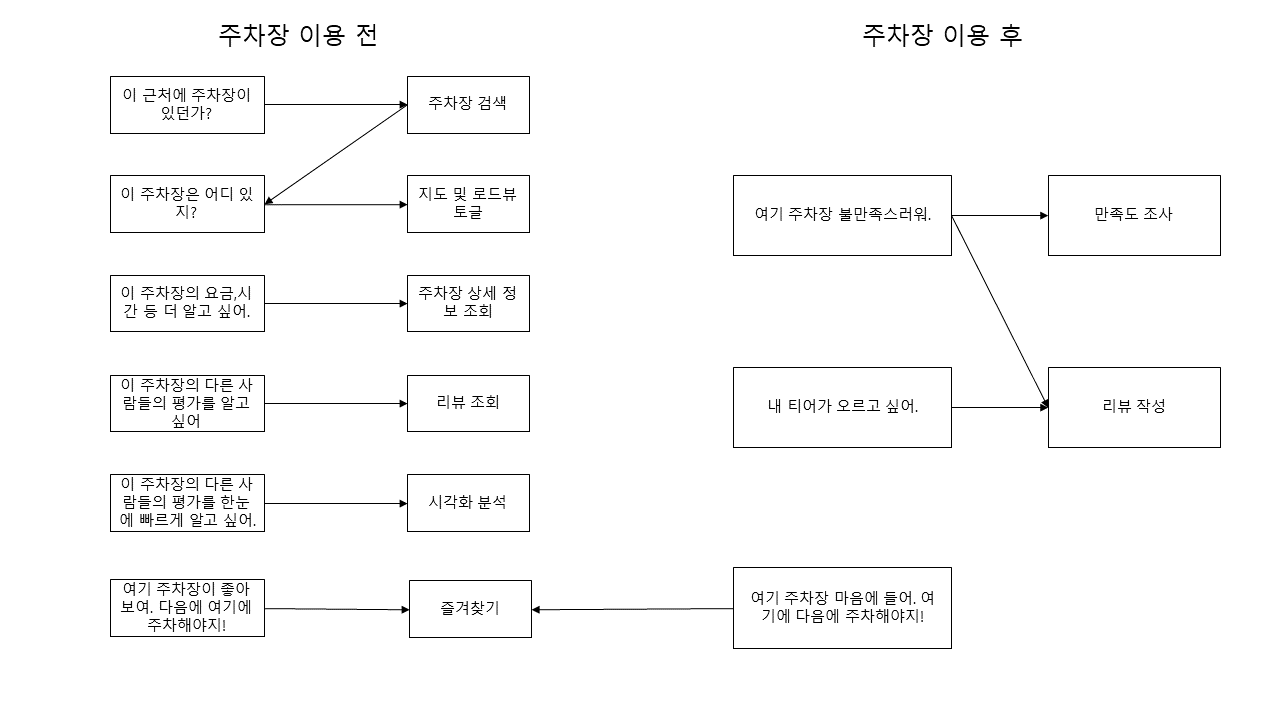 주차장 이용 전
이 근처에 주차장이
있던가?
주차장 검색
이 주차장은 어디 있
지?
지도 및 로드뷰
토글
이 주차장의 요금,시
간 등 더 알고 싶어.
주차장 상세 정
보 조회
이 주차장의 다른 사
람들의 평가를 알고
싶어
리뷰 조회
이 주차장의 다른 사
람들의 평가를 한눈
에 빠르게 알고 싶어.
시각화 분석
여기 주차장이 좋아
보여. 다음에 여기에
주차해야지!
즐겨찾기
주차장 이용 후
여기 주차장 불만족스러워.
만족도 조사
내 티어가 오르고 싶어.
리뷰 작성
여기 주차장 마음에 들어. 여
기에 다음에 주차해야지!